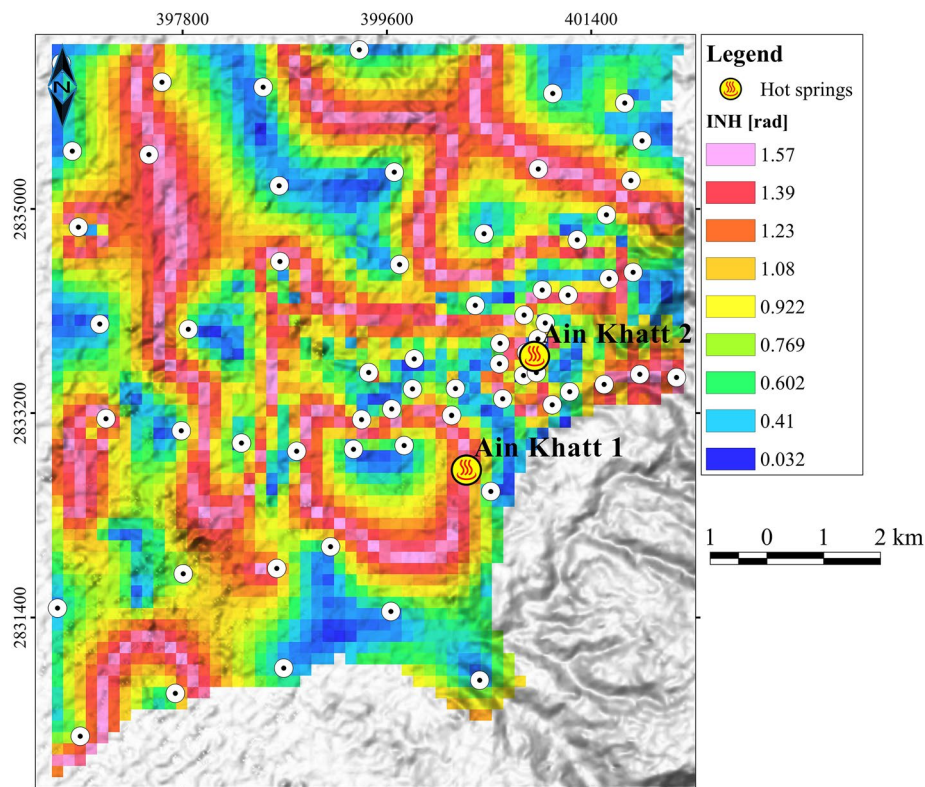 397800 399600 401400
Legend
Hot springs
INH [rad]
1.57
1.39
1.23
1.08
0.922
0.769
0.602
0.41
0.032
N
2835000
2833200
2831400
Ain Khatt 2
Ain Khatt 1
1 0 1 2 km